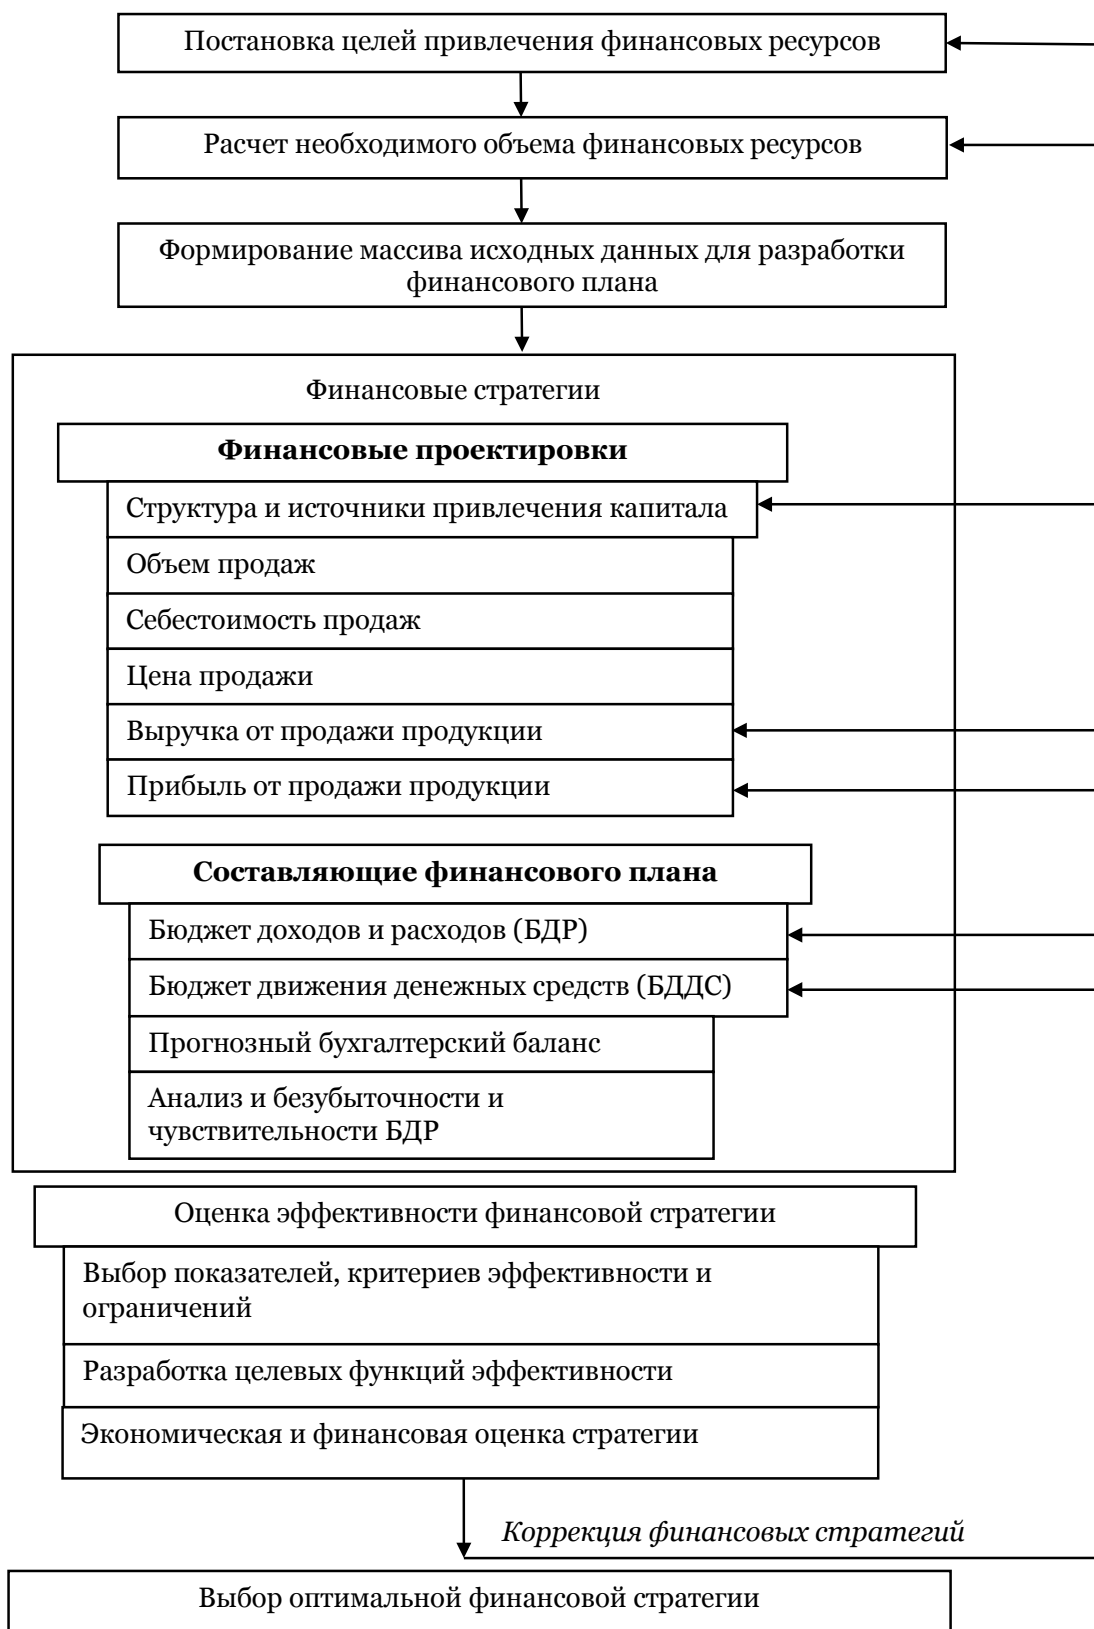 Постановка целей привлечения финансовых ресурсов
Расчет необходимого объема финансовых ресурсов
Формирование массива исходных данных для разработки
финансового плана
Финансовые стратегии
Финансовые проектировки
Структура и источники привлечения капитала
Объем продаж
Себестоимость продаж
Цена продажи
Выручка от продажи продукции
Прибыль от продажи продукции
Составляющие финансового плана
Бюджет доходов и расходов (БДР)
Бюджет движения денежных средств (БДДС)
Прогнозный бухгалтерский баланс
Анализ и безубыточности и
чувствительности БДР
Оценка эффективности финансовой стратегии
Выбор показателей, критериев эффективности и
ограничений
Разработка целевых функций эффективности
Экономическая и финансовая оценка стратегии
Коррекция финансовых стратегий
Выбор оптимальной финансовой стратегии